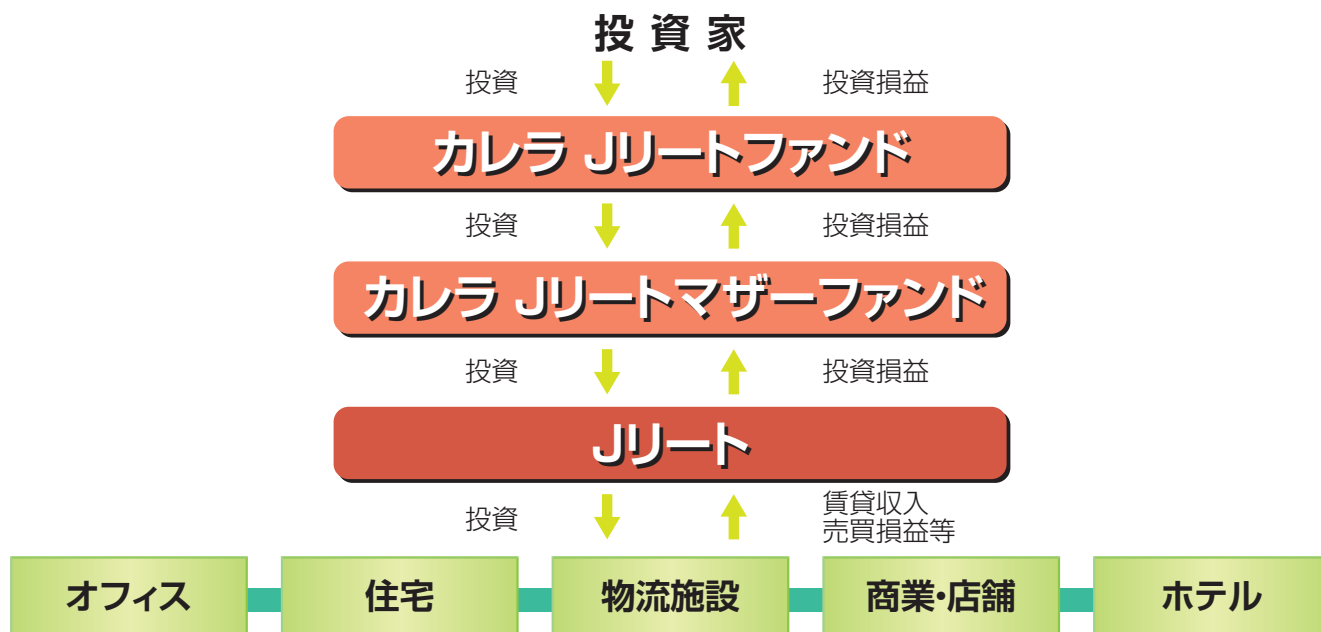 投資家
投資 投資損益
カレラ Jリートファンド
投資 投資損益
カレラ Jリートマザーファンド
投資 投資損益
Jリート
投資 賃貸収入
売買損益等
オフィス 住宅 物流施設 商業・店舗 ホテル